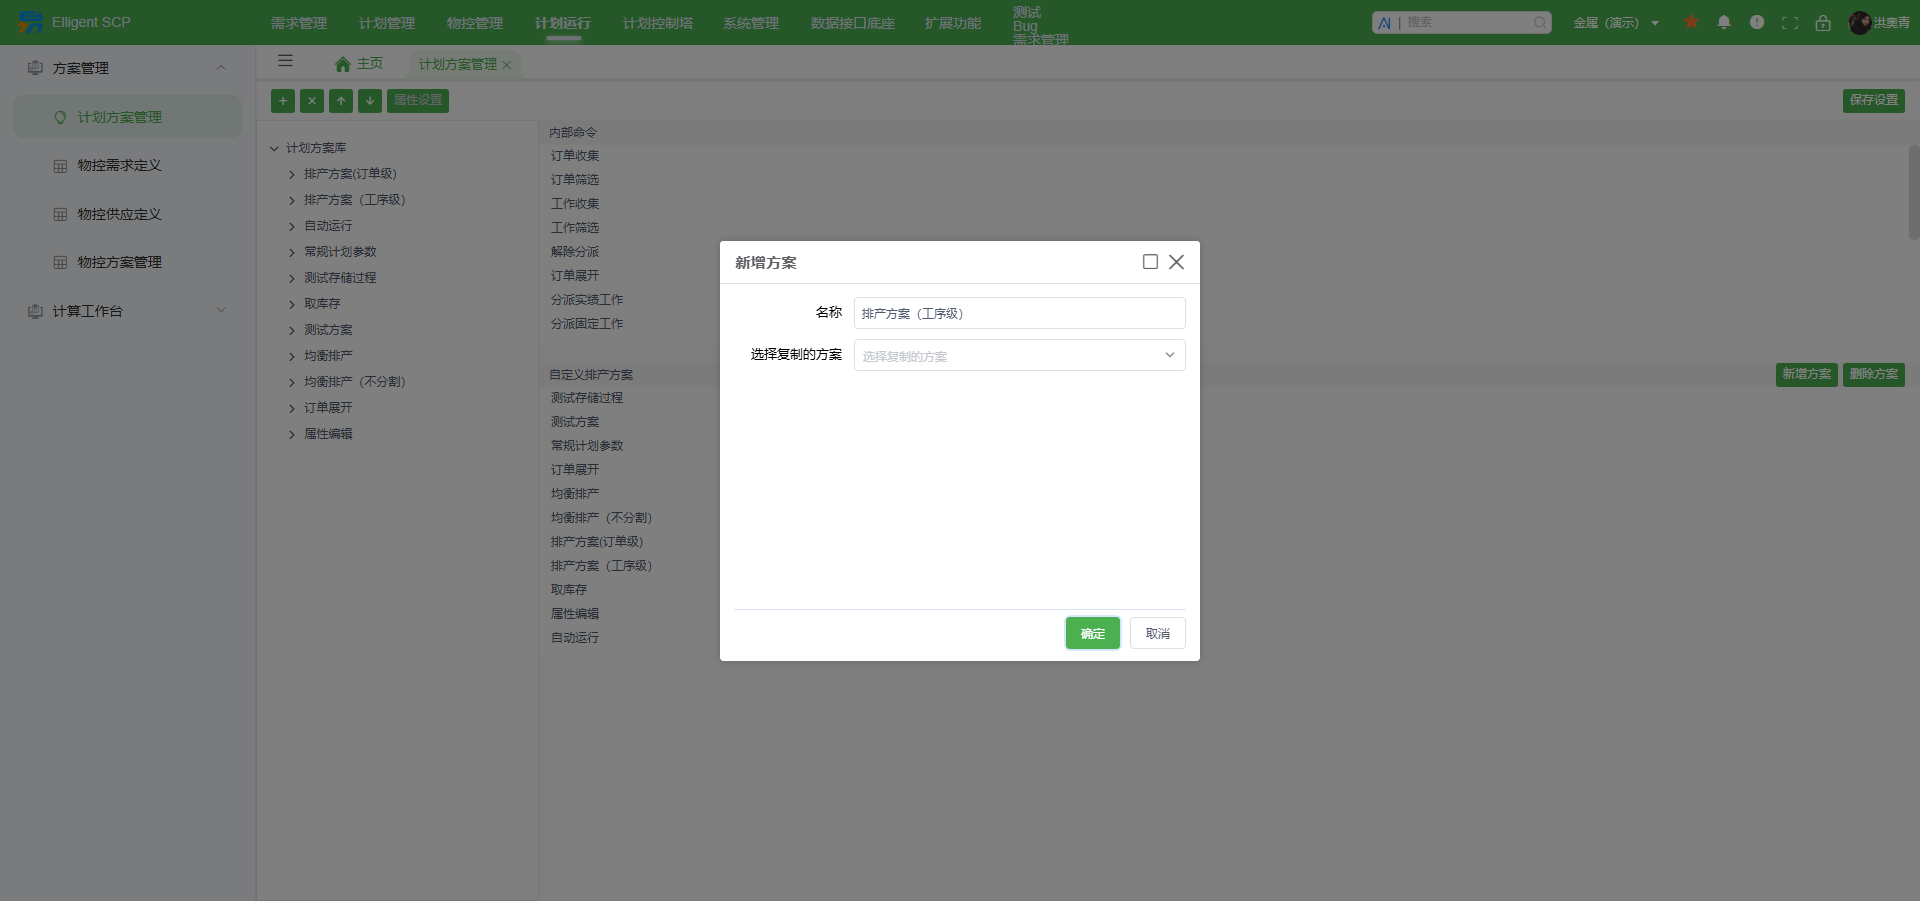 Elligent SCP
需求管理
计划管理
物控管理
计划运行
计划控制塔
系统管理
数据接口底座
扩展功能
测试
Bug
需求管理
AI | 搜索
金属（演示）
洪奥青
方案管理
计划方案管理
物控需求定义
物控供应定义
物控方案管理
计算工作台
主页
计划方案管理
属性设置
保存设置
计划方案库
排产方案(订单级)
排产方案（工序级）
自动运行
常规计划参数
测试存储过程
取库存
测试方案
均衡排产
均衡排产（不分割）
订单展开
属性编辑
内部命令
订单收集
订单筛选
工作收集
工作筛选
解除分派
订单展开
分派实绩工作
分派固定工作
自定义排产方案
新增方案
删除方案
测试存储过程
测试方案
常规计划参数
订单展开
均衡排产
均衡排产（不分割）
排产方案(订单级)
排产方案（工序级）
取库存
属性编辑
自动运行
新增方案
名称
排产方案（工序级）
选择复制的方案
选择复制的方案
确定
取消